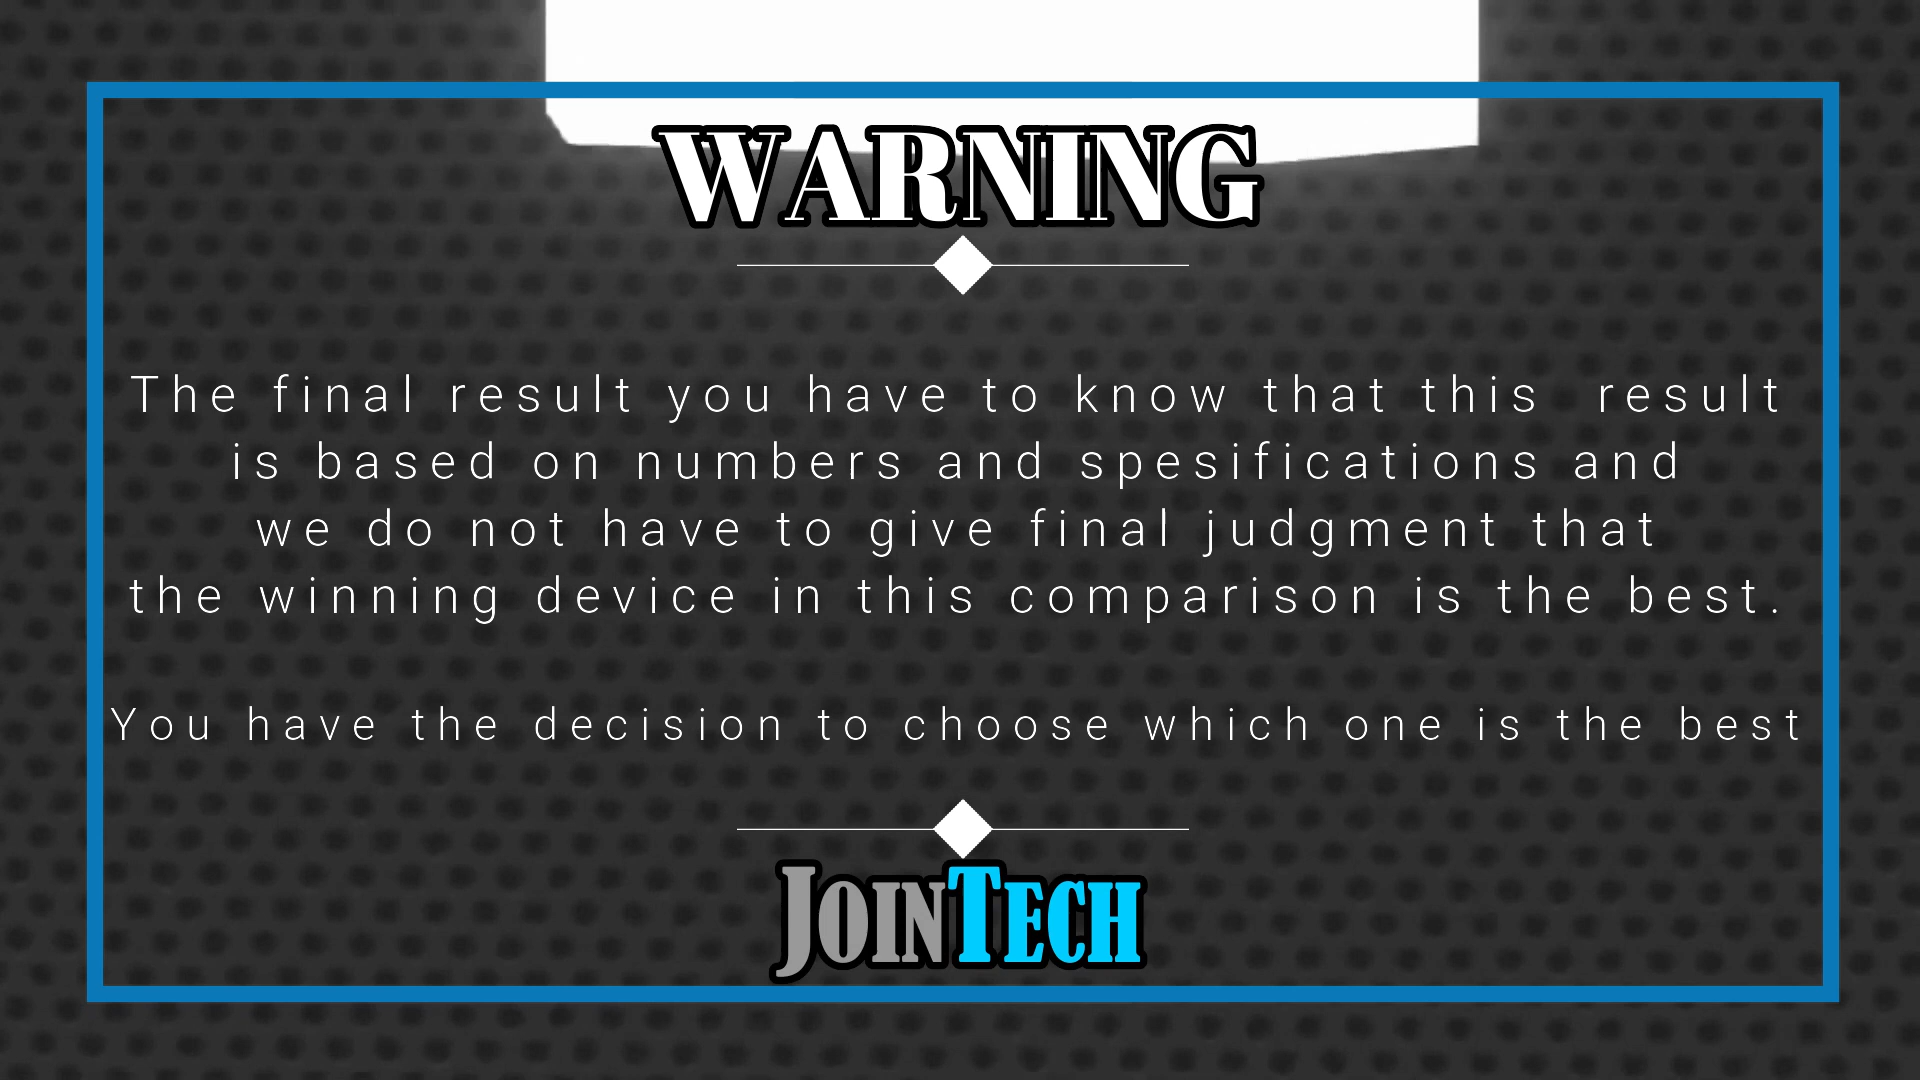 WARNING
The final result you have to know that this result
is based on numbers and spesifications and
we do not have to give final judgment that
the winning device in this comparison is the best.
You have the decision to choose which one is the best
JOINTECH